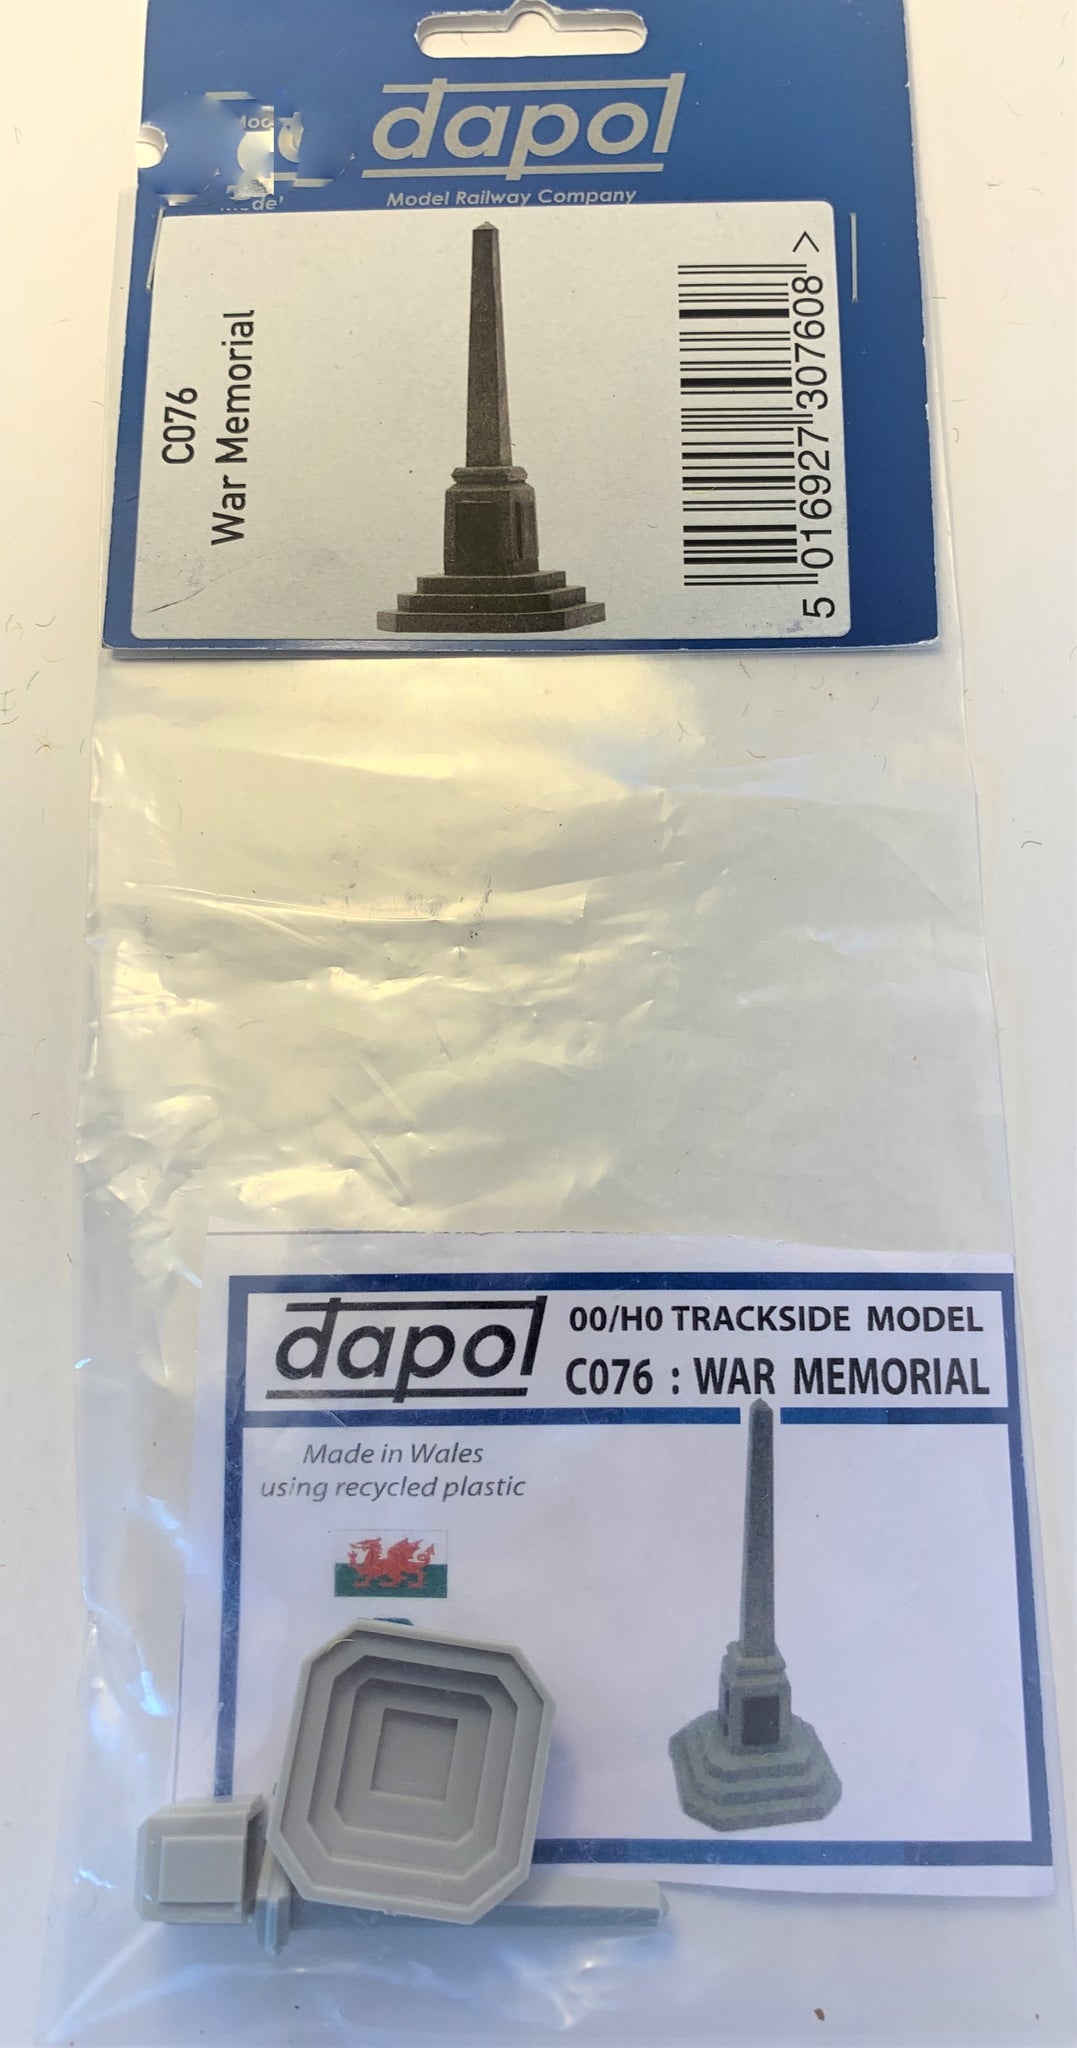 dapol
Model Railway Company
C076
War Memorial
5 016927 307608 >
dapol
00/H0 TRACKSIDE MODEL
C076 : WAR MEMORIAL
Made in Wales
using recycled plastic